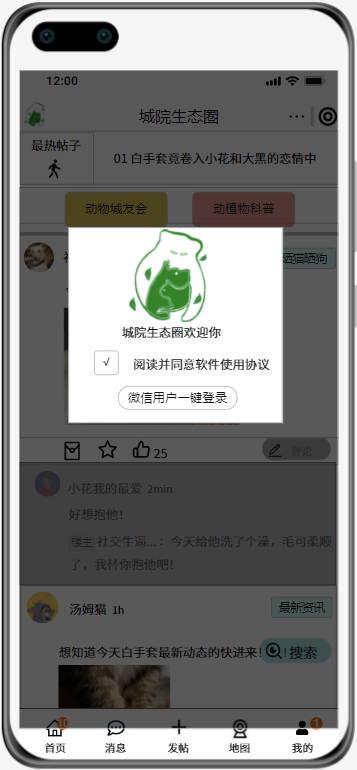 12:00
城院生态圈
最热帖子
01 白手套竟卷入小花和大黑的恋情中
动物城友会
动植物科普
晒猫晒狗
城院生态圈欢迎你
√ 阅读并同意软件使用协议
微信用户一键登录
25
评论
小花我的最爱 2min
好想抱他！
楼主 社交牛逼...：今天给他洗了个澡，毛可柔顺
了，我替你抱他吧！
汤姆猫 1h
最新资讯
想知道今天白手套最新动态的快进来！
搜索
10
1
首页
消息
发帖
地图
我的